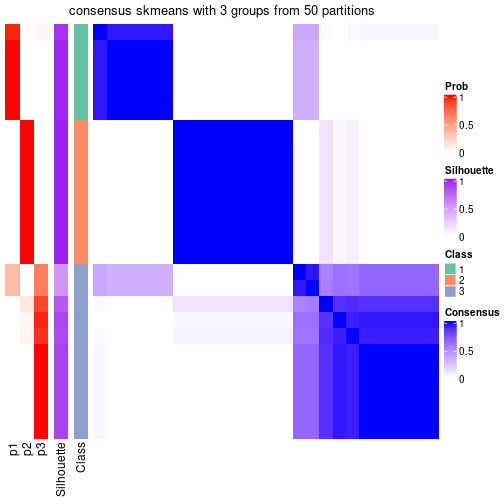 consensus skmeans with 3 groups from 50 partitions
Prob
1
0.5
0
Silhouette
1
0.5
0
Class
1
2
3
Consensus
1
0.5
0
p1
p2
p3
Silhouette
Class